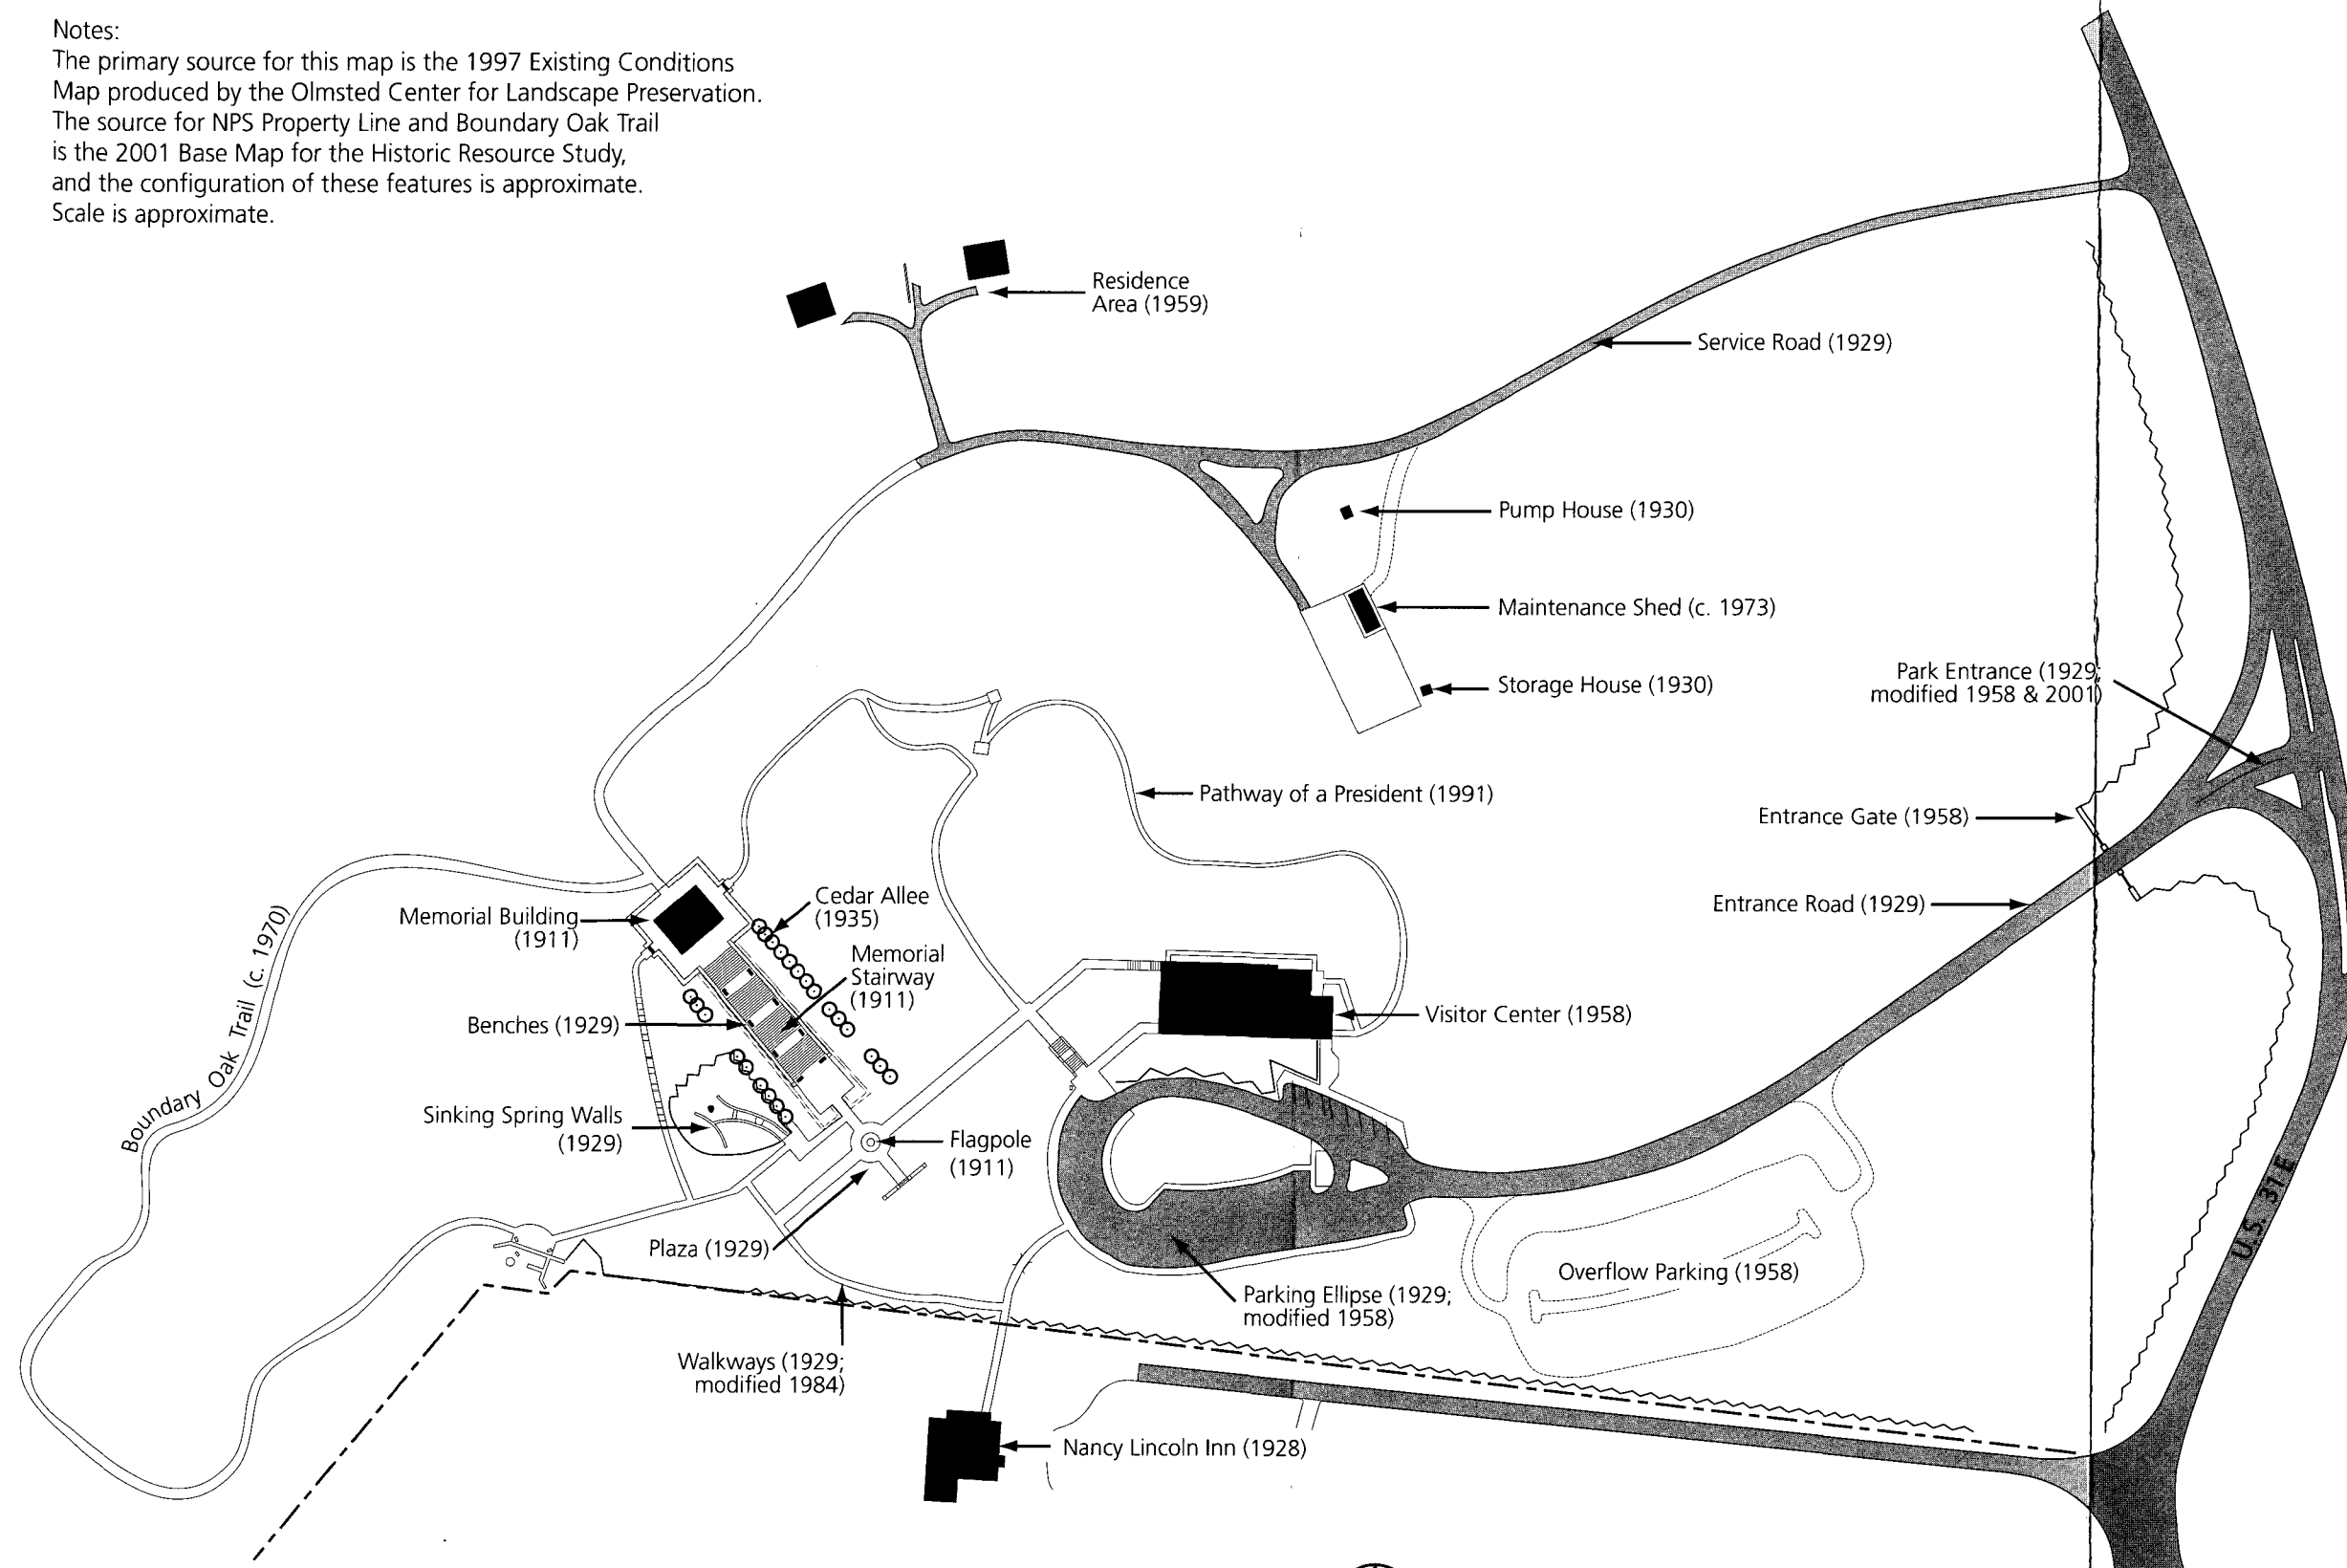 Notes:
The primary source for this map is the 1997 Existing Conditions
Map produced by the Olmsted Center for Landscape Preservation.
The source for NPS Property Line and Boundary Oak Trail
is the 2001 Base Map for the Historic Resource Study,
and the configuration of these features is approximate.
Scale is approximate.
Residence
Area (1959)
Service Road (1929)
Pump House (1930)
Maintenance Shed (c. 1973)
Storage House (1930)
Park Entrance (1929;
modified 1958 & 2001)
Pathway of a President (1991)
Entrance Gate (1958)
Entrance Road (1929)
Cedar Allee
(1935)
Memorial Building
(1911)
Memorial
Stairway
(1911)
Benches (1929)
Visitor Center (1958)
Boundary Oak Trail (c. 1970)
Sinking Spring Walls
(1929)
Flagpole
(1911)
Plaza (1929)
U.S. 31 E
Overflow Parking (1958)
Parking Ellipse (1929;
modified 1958)
Walkways (1929;
modified 1984)
Nancy Lincoln Inn (1928)